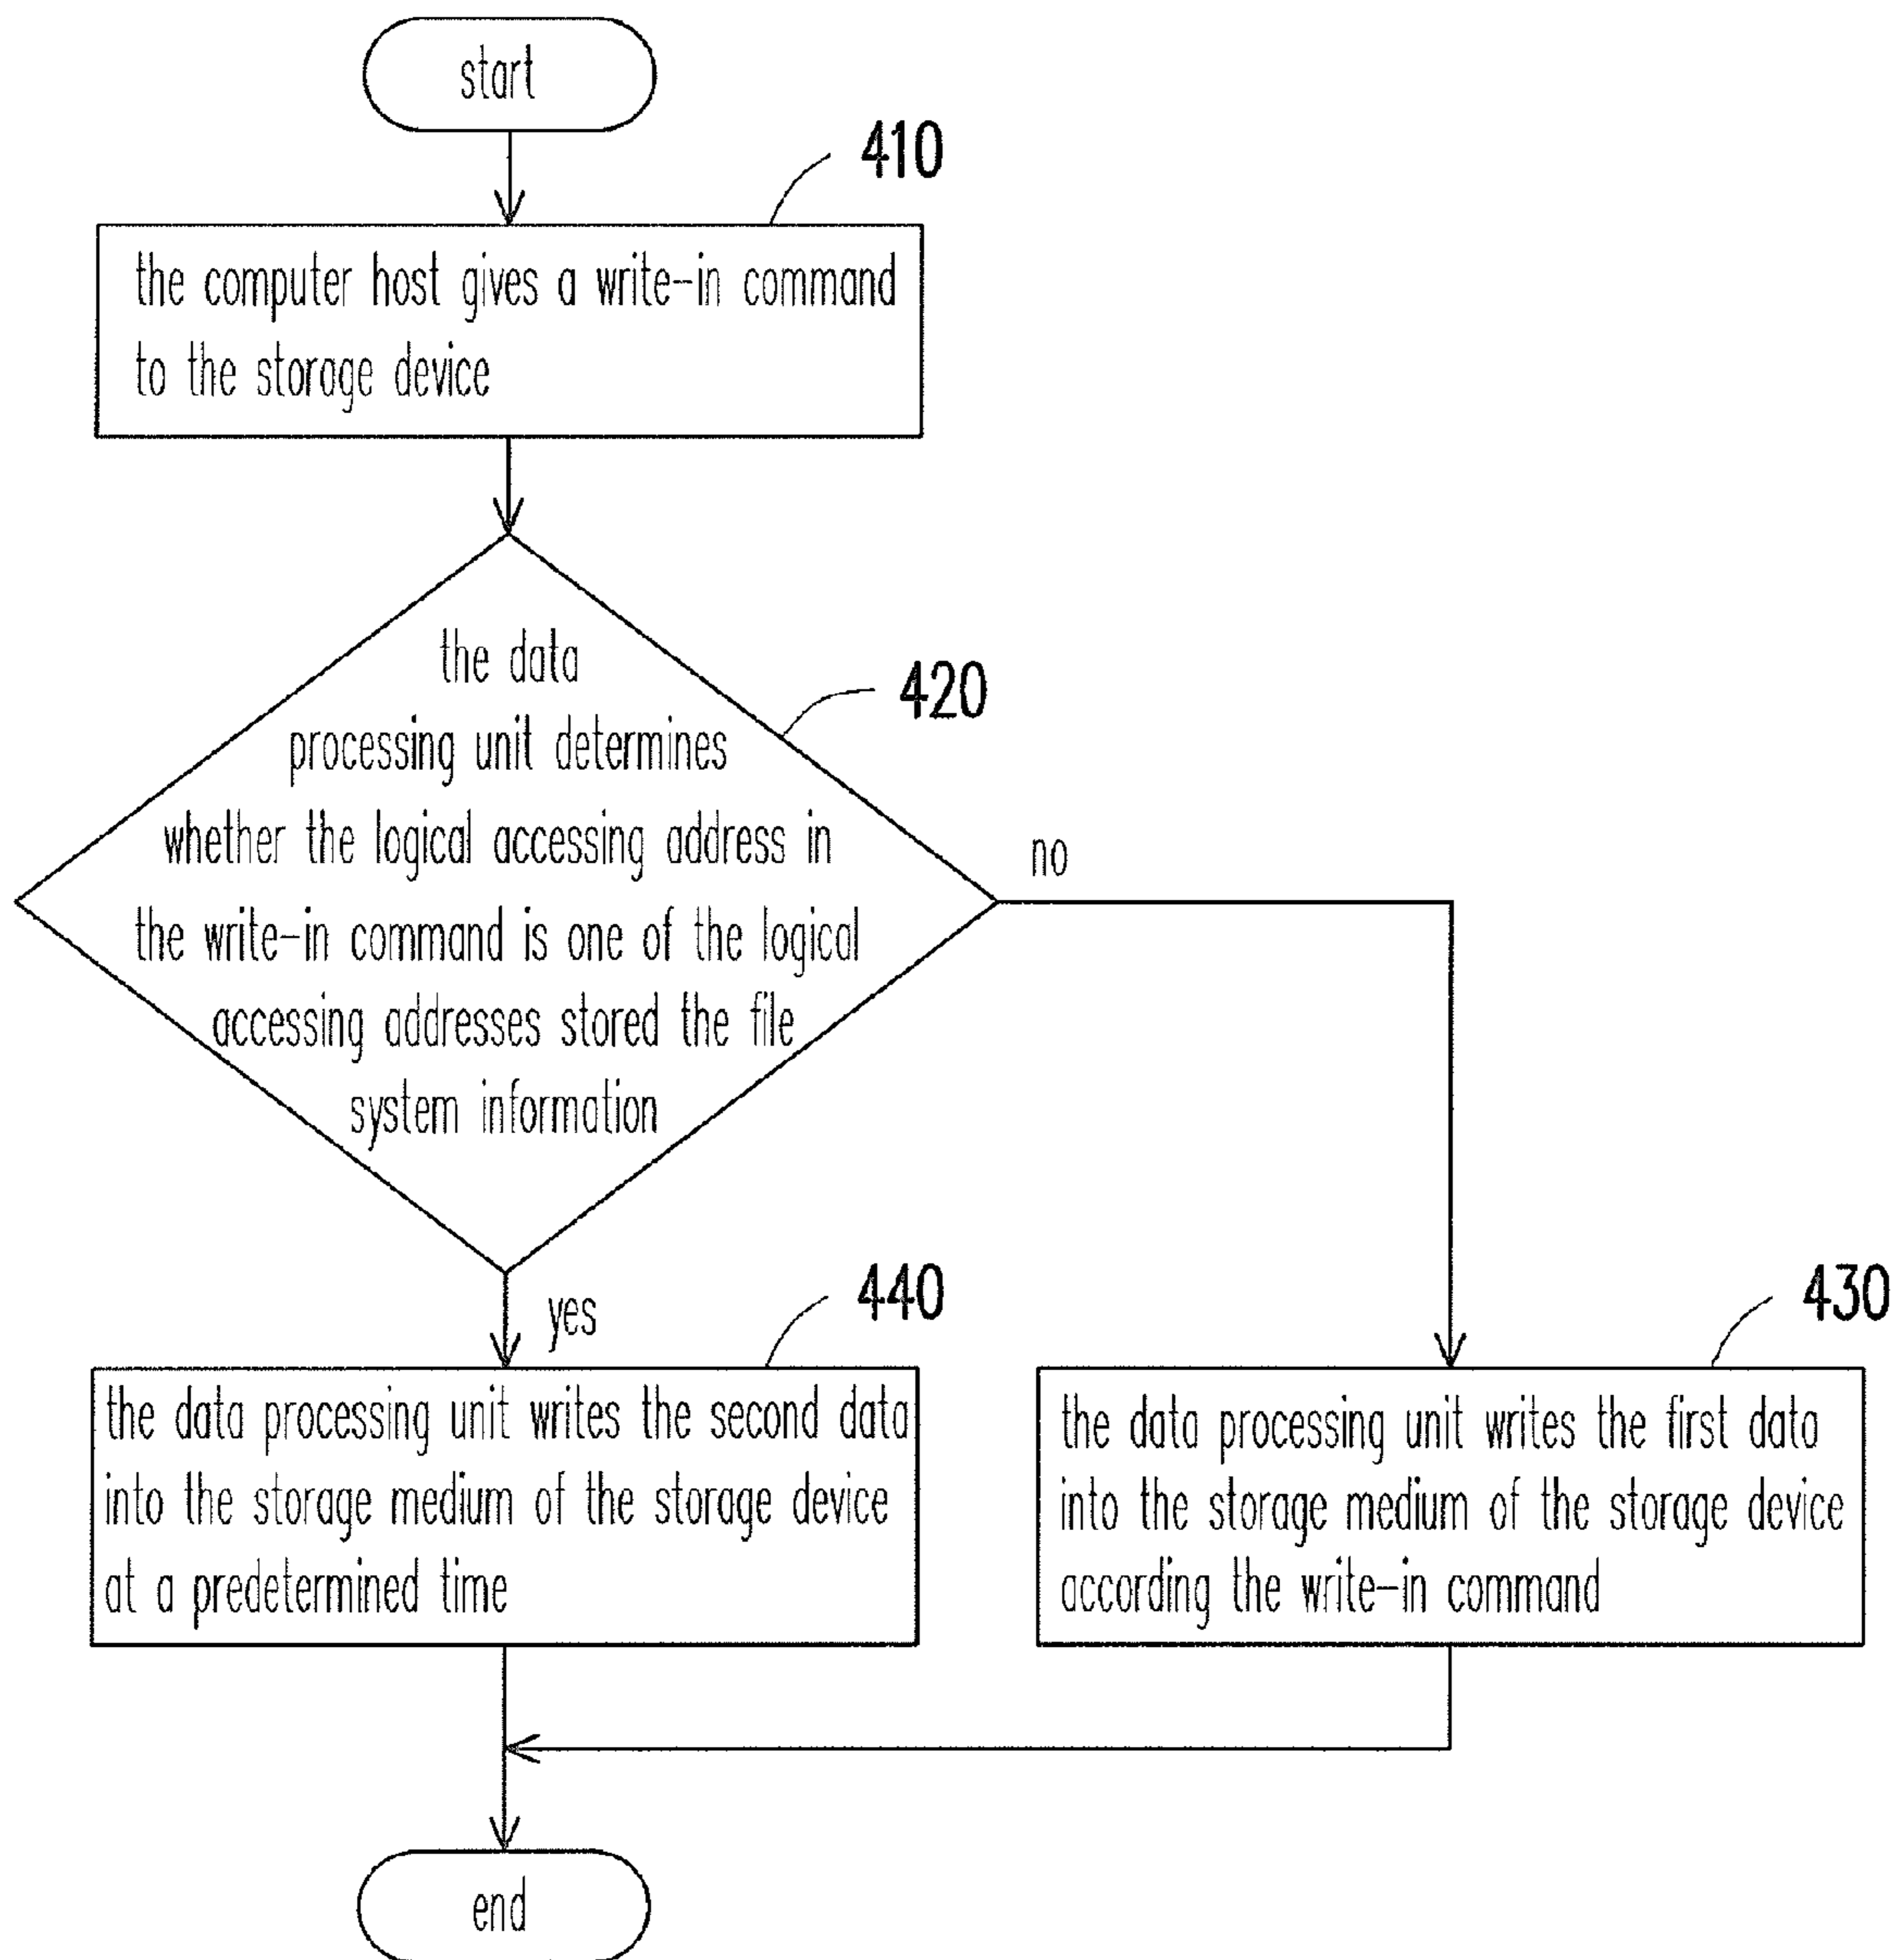 start
410
the computer host gives a write-in command
to the storage device
the data
processing unit determines
whether the logical accessing address in
the write-in command is one of the logical
accessing addresses stored the file
system information
420
no
yes
440
the data processing unit writes the second data
into the storage medium of the storage device
at a predetermined time
430
the data processing unit writes the first data
into the storage medium of the storage device
according the write-in command
end